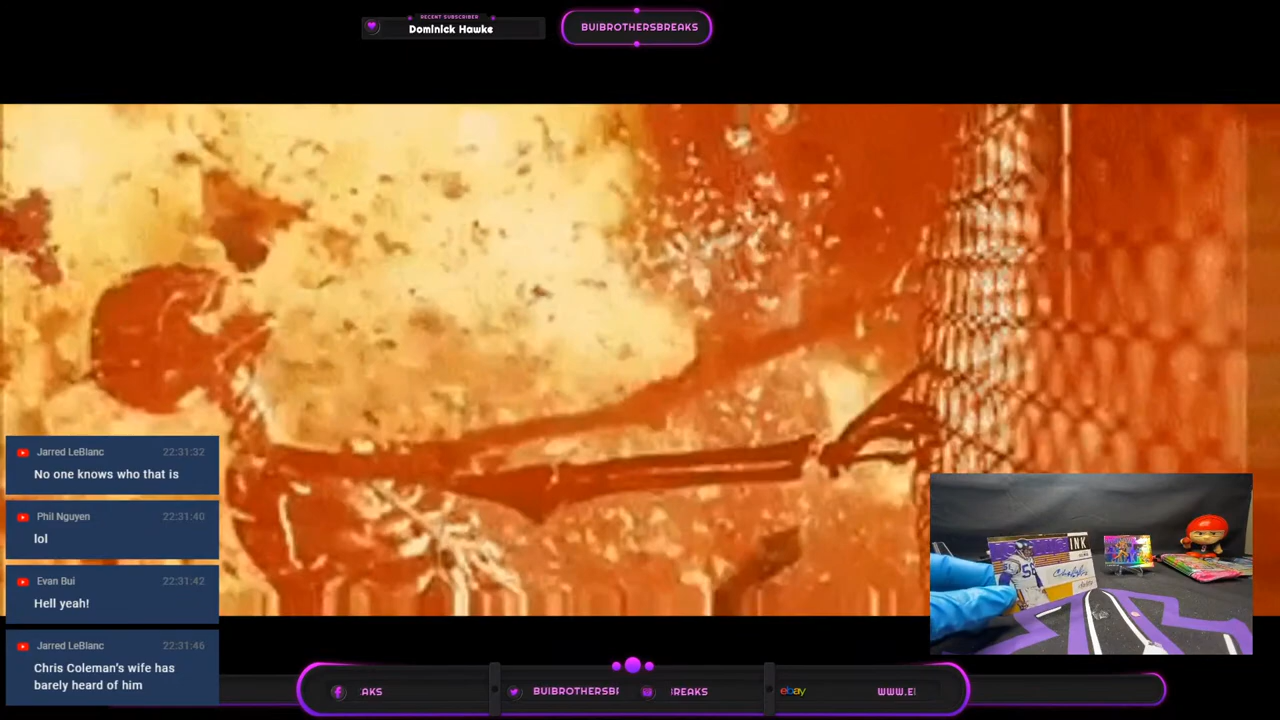 RECENT SUBSCRIBER
Dominick Hawke
BUIBROTHERSBREAKS
Jarred LeBlanc 22:31:32
No one knows who that is
Phil Nguyen 22:31:40
lol
Evan Bui 22:31:42
Hell yeah!
Jarred LeBlanc 22:31:46
Chris Coleman's wife has
barely heard of him
INK
58
AKS
BUIBROTHERSB
REAKS
ebay
WWW.E